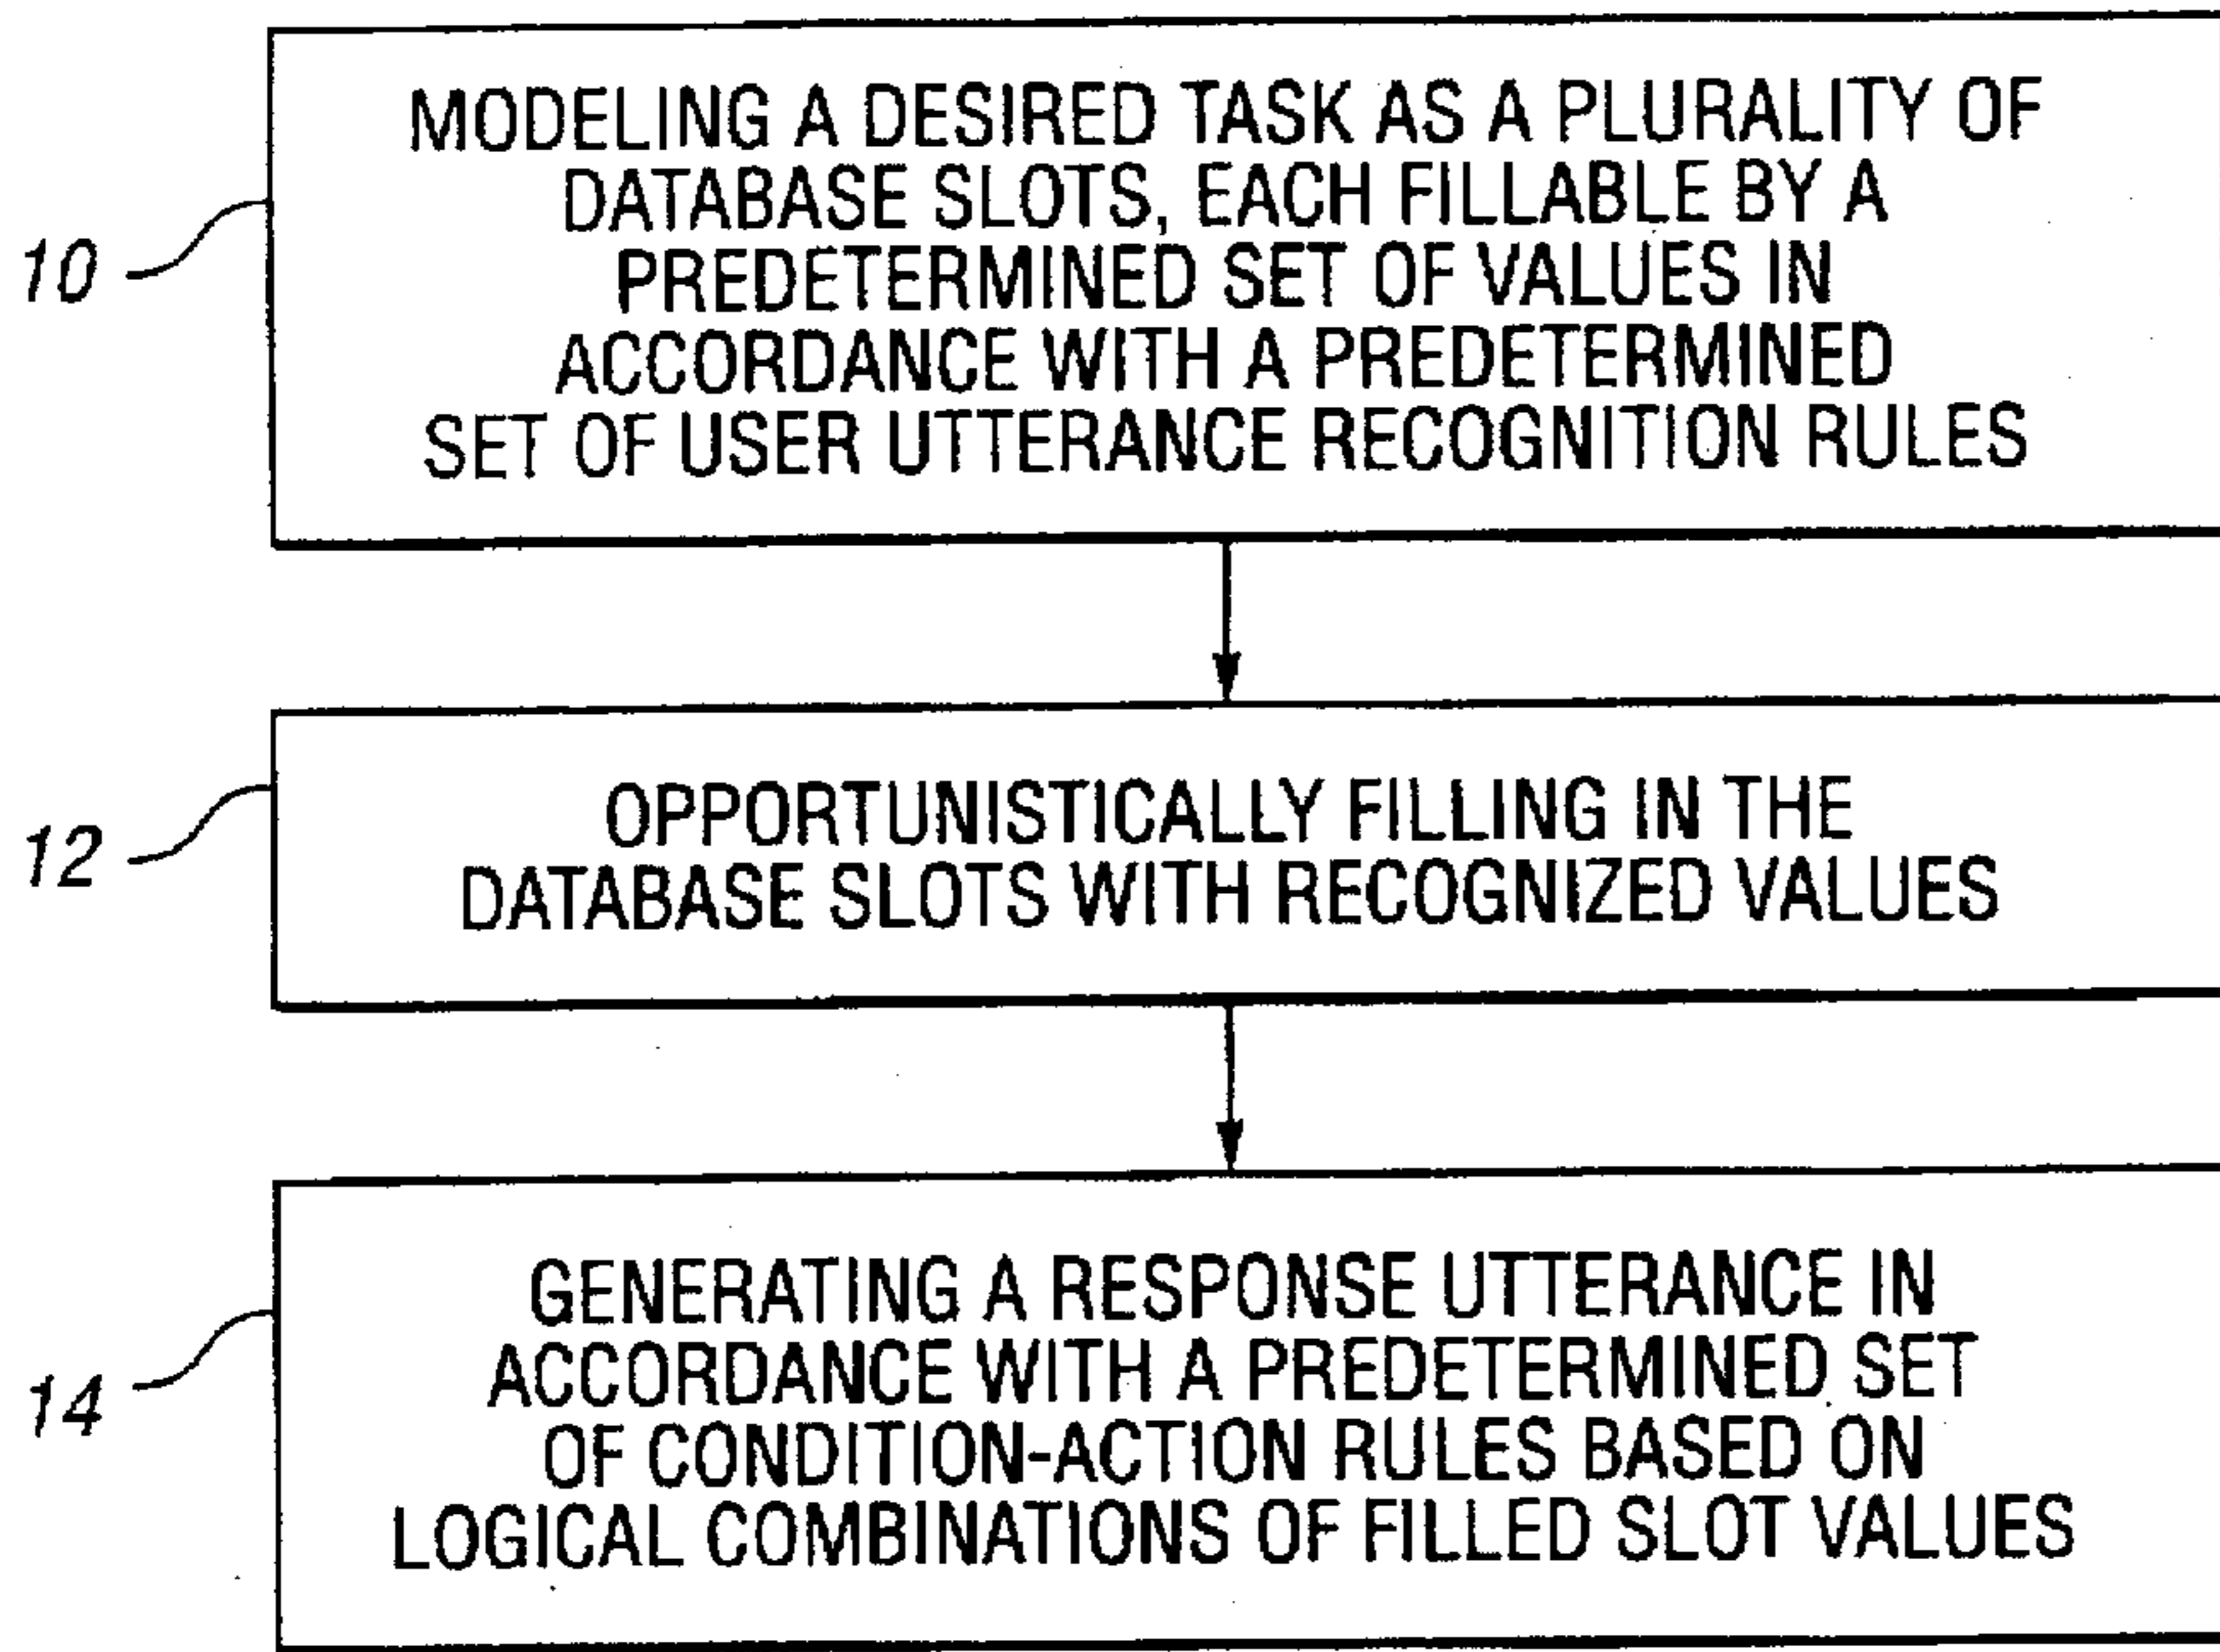 MODELING A DESIRED TASK AS A PLURALITY OF
DATABASE SLOTS, EACH FILLABLE BY A
PREDETERMINED SET OF VALUES IN
ACCORDANCE WITH A PREDETERMINED
SET OF USER UTTERANCE RECOGNITION RULES
10
OPPORTUNISTICALLY FILLING IN THE
DATABASE SLOTS WITH RECOGNIZED VALUES
12
GENERATING A RESPONSE UTTERANCE IN
ACCORDANCE WITH A PREDETERMINED SET
OF CONDITION-ACTION RULES BASED ON
LOGICAL COMBINATIONS OF FILLED SLOT VALUES
14